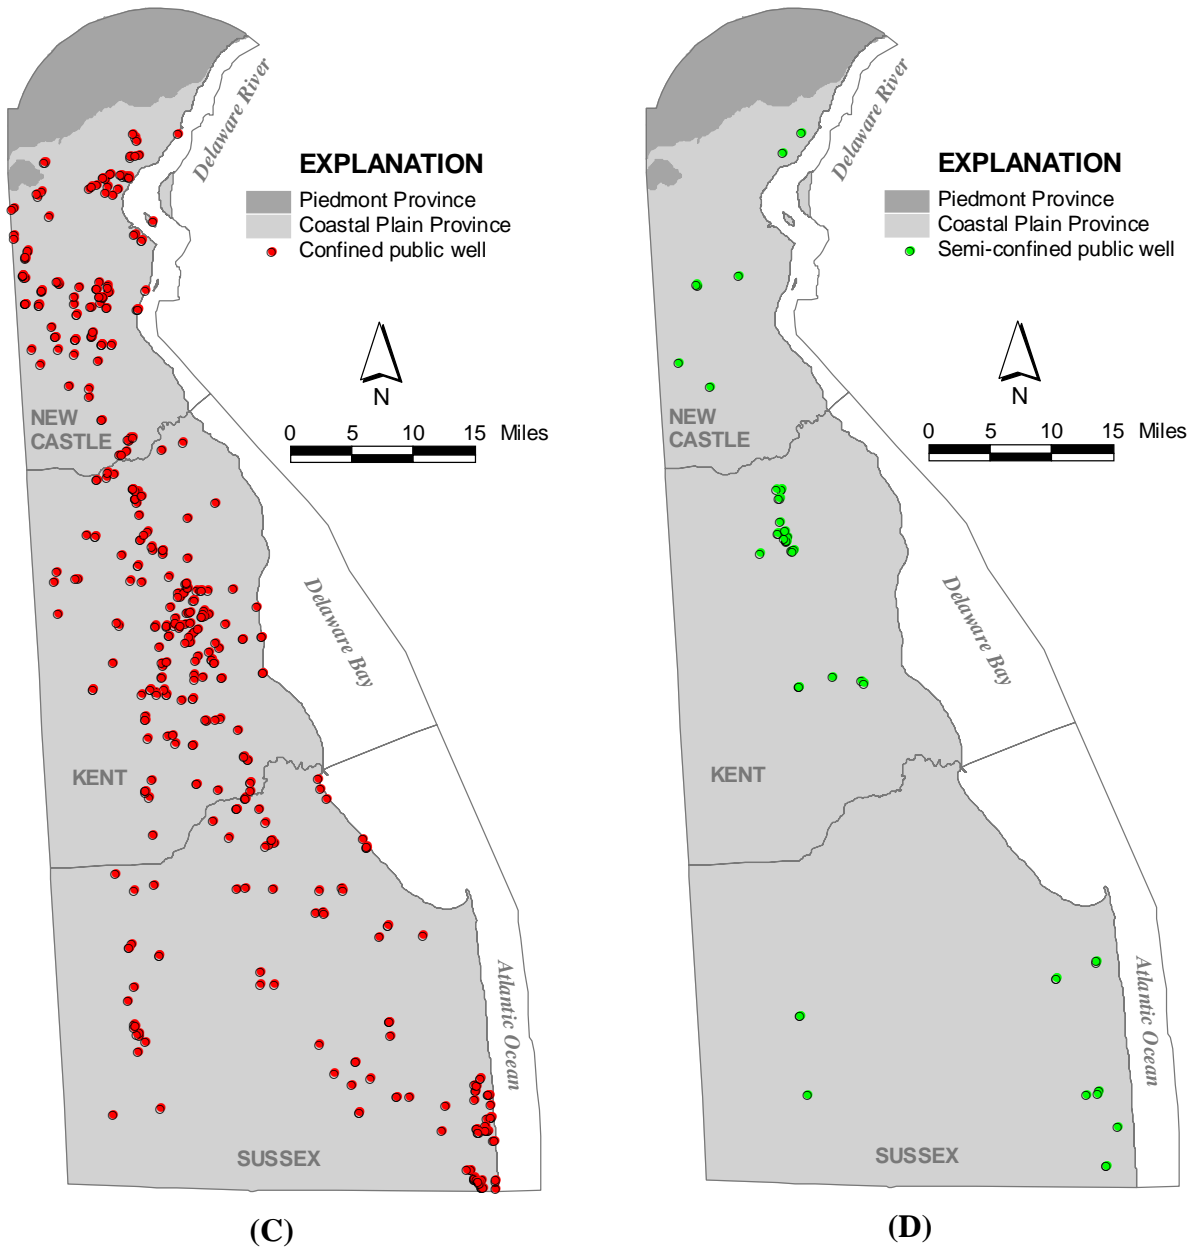 Delaware River
EXPLANATION
Piedmont Province
Coastal Plain Province
Confined public well
N
0 5 10 15 Miles
NEW
CASTLE
Delaware Bay
KENT
Atlantic Ocean
SUSSEX
(C)
Delaware River
EXPLANATION
Piedmont Province
Coastal Plain Province
Semi-confined public well
N
0 5 10 15 Miles
NEW
CASTLE
Delaware Bay
KENT
Atlantic Ocean
SUSSEX
(D)